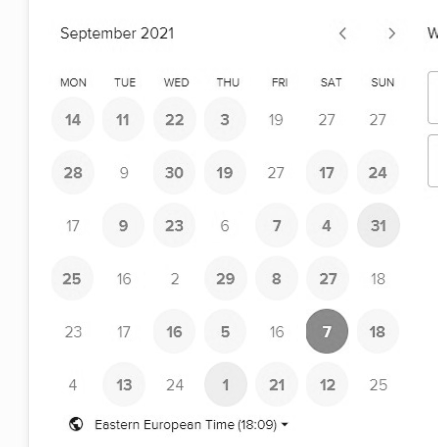 September 2021
W
MON TUE WED THU FRI SAT SUN
14 11 22 3 19 27 27
28 9 30 19 27 17 24
17 9 23 6 7 4 31
25 16 2 29 8 27 18
23 17 16 5 16 7 18
4 13 24 1 21 12 25
Eastern European Time (18:09)